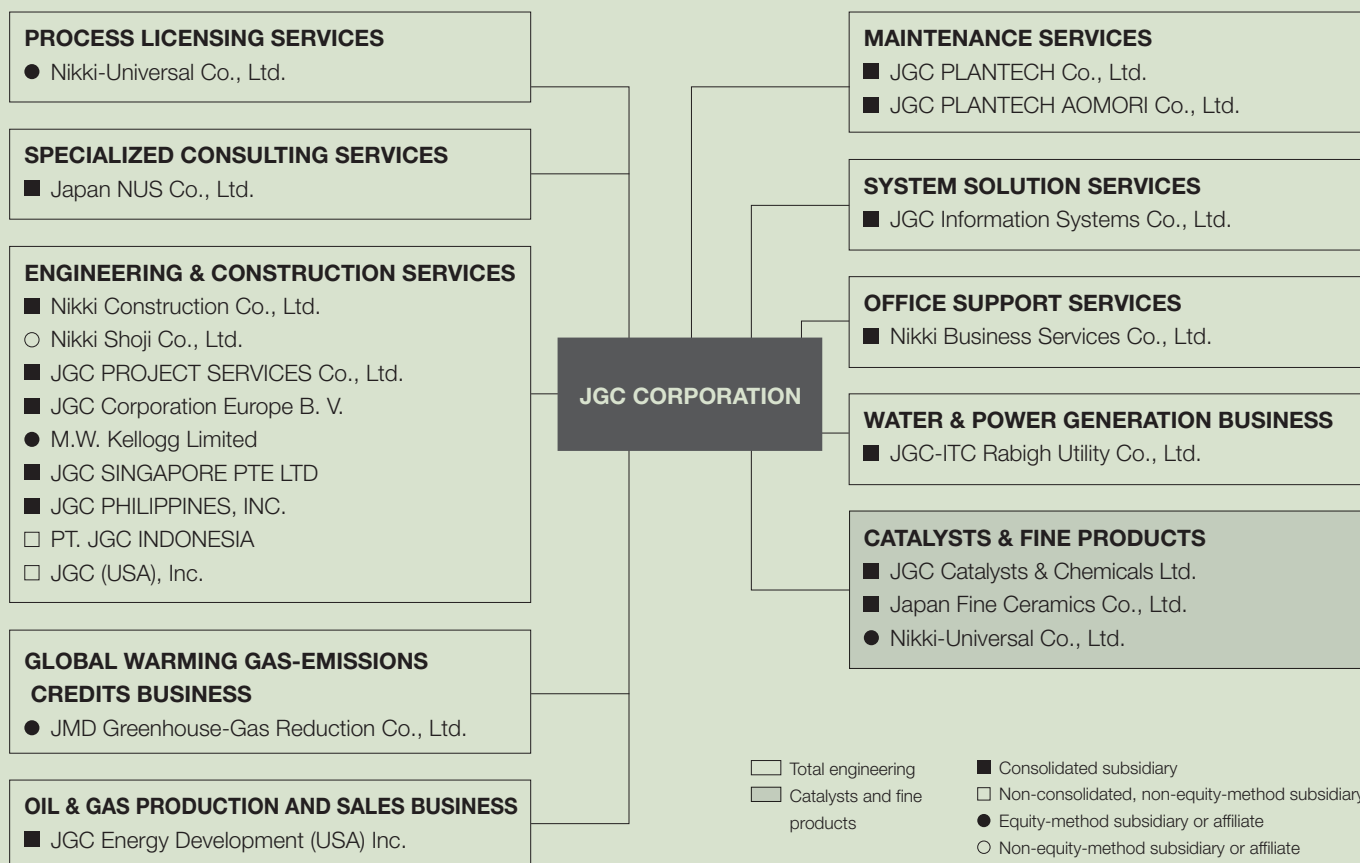 PROCESS LICENSING SERVICES
● Nikki-Universal Co., Ltd.
SPECIALIZED CONSULTING SERVICES
■ Japan NUS Co., Ltd.
ENGINEERING & CONSTRUCTION SERVICES
■ Nikki Construction Co., Ltd.
○ Nikki Shoji Co., Ltd.
■ JGC PROJECT SERVICES Co., Ltd.
■ JGC Corporation Europe B. V.
● M.W. Kellogg Limited
■ JGC SINGAPORE PTE LTD
■ JGC PHILIPPINES, INC.
□ PT. JGC INDONESIA
□ JGC (USA), Inc.
GLOBAL WARMING GAS-EMISSIONS
CREDITS BUSINESS
● JMD Greenhouse-Gas Reduction Co., Ltd.
OIL & GAS PRODUCTION AND SALES BUSINESS
■ JGC Energy Development (USA) Inc.
JGC CORPORATION
MAINTENANCE SERVICES
■ JGC PLANTECH Co., Ltd.
■ JGC PLANTECH AOMORI Co., Ltd.
SYSTEM SOLUTION SERVICES
■ JGC Information Systems Co., Ltd.
OFFICE SUPPORT SERVICES
■ Nikki Business Services Co., Ltd.
WATER & POWER GENERATION BUSINESS
■ JGC-ITC Rabigh Utility Co., Ltd.
CATALYSTS & FINE PRODUCTS
■ JGC Catalysts & Chemicals Ltd.
■ Japan Fine Ceramics Co., Ltd.
● Nikki-Universal Co., Ltd.
Total engineering
Catalysts and fine
products
■ Consolidated subsidiary
□ Non-consolidated, non-equity-method subsidiary
● Equity-method subsidiary or affiliate
○ Non-equity-method subsidiary or affiliate